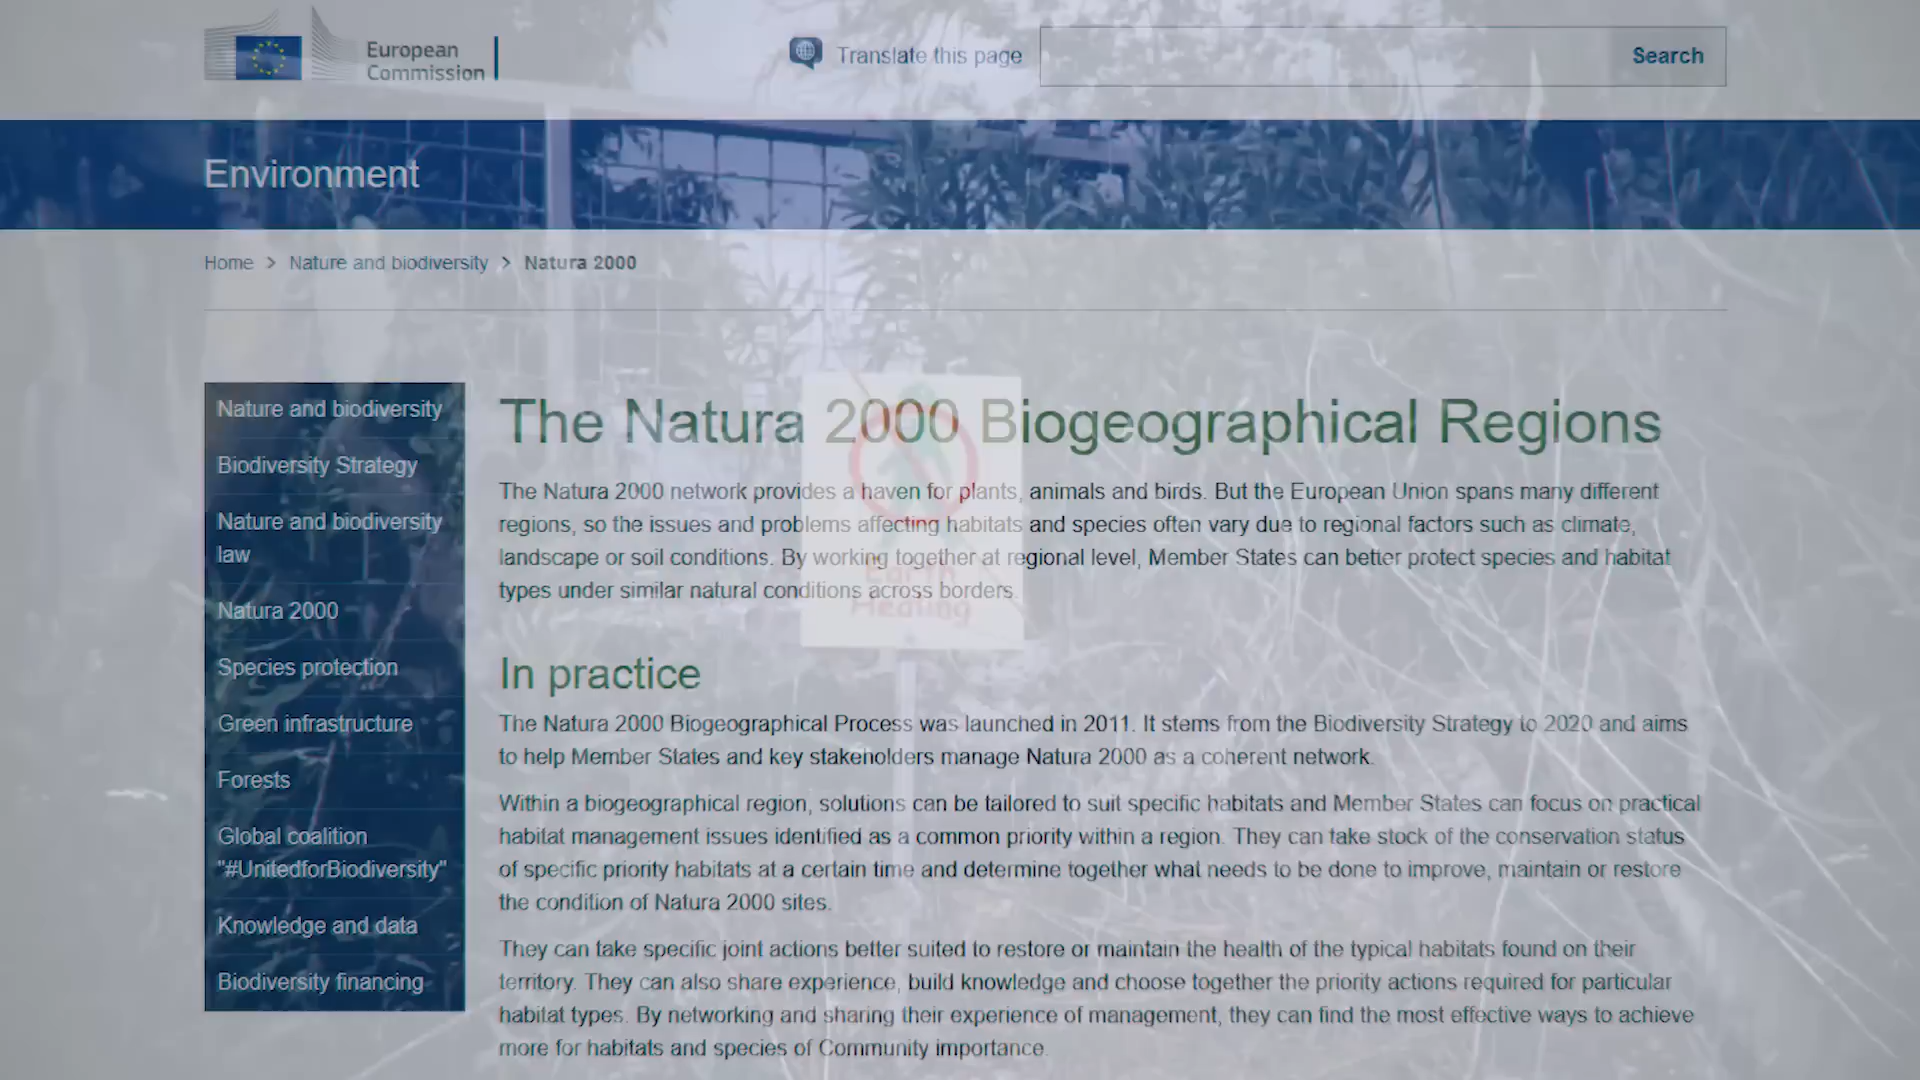 European
Commission
Translate this page
Search
Environment
Home > Nature and biodiversity > Natura 2000
Nature and biodiversity
Biodiversity Strategy
Nature and biodiversity
law
Natura 2000
Species protection
Green infrastructure
Forests
Global coalition
"#UnitedforBiodiversity"
Knowledge and data
Biodiversity financing
The Natura 2000 Biogeographical Regions
The Natura 2000 network provides a haven for plants, animals and birds. But the European Union spans many different
regions, so the issues and problems affecting habitats and species often vary due to regional factors such as climate,
landscape or soil conditions. By working together at regional level, Member States can better protect species and habitat
types under similar natural conditions across borders.
Earth
Healing
In practice
The Natura 2000 Biogeographical Process was launched in 2011. It stems from the Biodiversity Strategy to 2020 and aims
to help Member States and key stakeholders manage Natura 2000 as a coherent network.
Within a biogeographical region, solutions can be tailored to suit specific habitats and Member States can focus on practical
habitat management issues identified as a common priority within a region. They can take stock of the conservation status
of specific priority habitats at a certain time and determine together what needs to be done to improve, maintain or restore
the condition of Natura 2000 sites.
They can take specific joint actions better suited to restore or maintain the health of the typical habitats found on their
territory. They can also share experience, build knowledge and choose together the priority actions required for particular
habitat types. By networking and sharing their experience of management, they can find the most effective ways to achieve
more for habitats and species of Community importance.